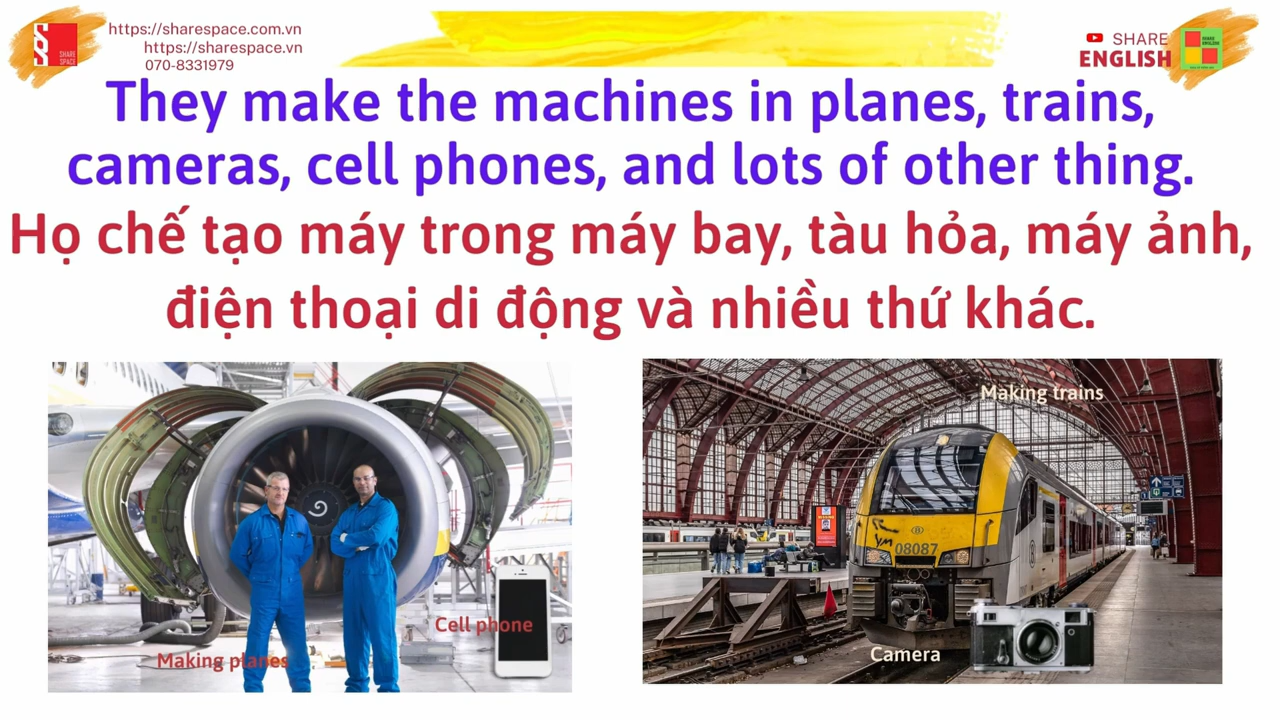 https://sharespace.com.vn
https://sharespace.vn
070-8331979
SHARE
SPACE
SHARE
ENGLISH
They make the machines in planes, trains,
cameras, cell phones, and lots of other thing.
Họ chế tạo máy trong máy bay, tàu hỏa, máy ảnh,
điện thoại di động và nhiều thứ khác.
Making trains
08087
Cell phone
Making planes
Camera